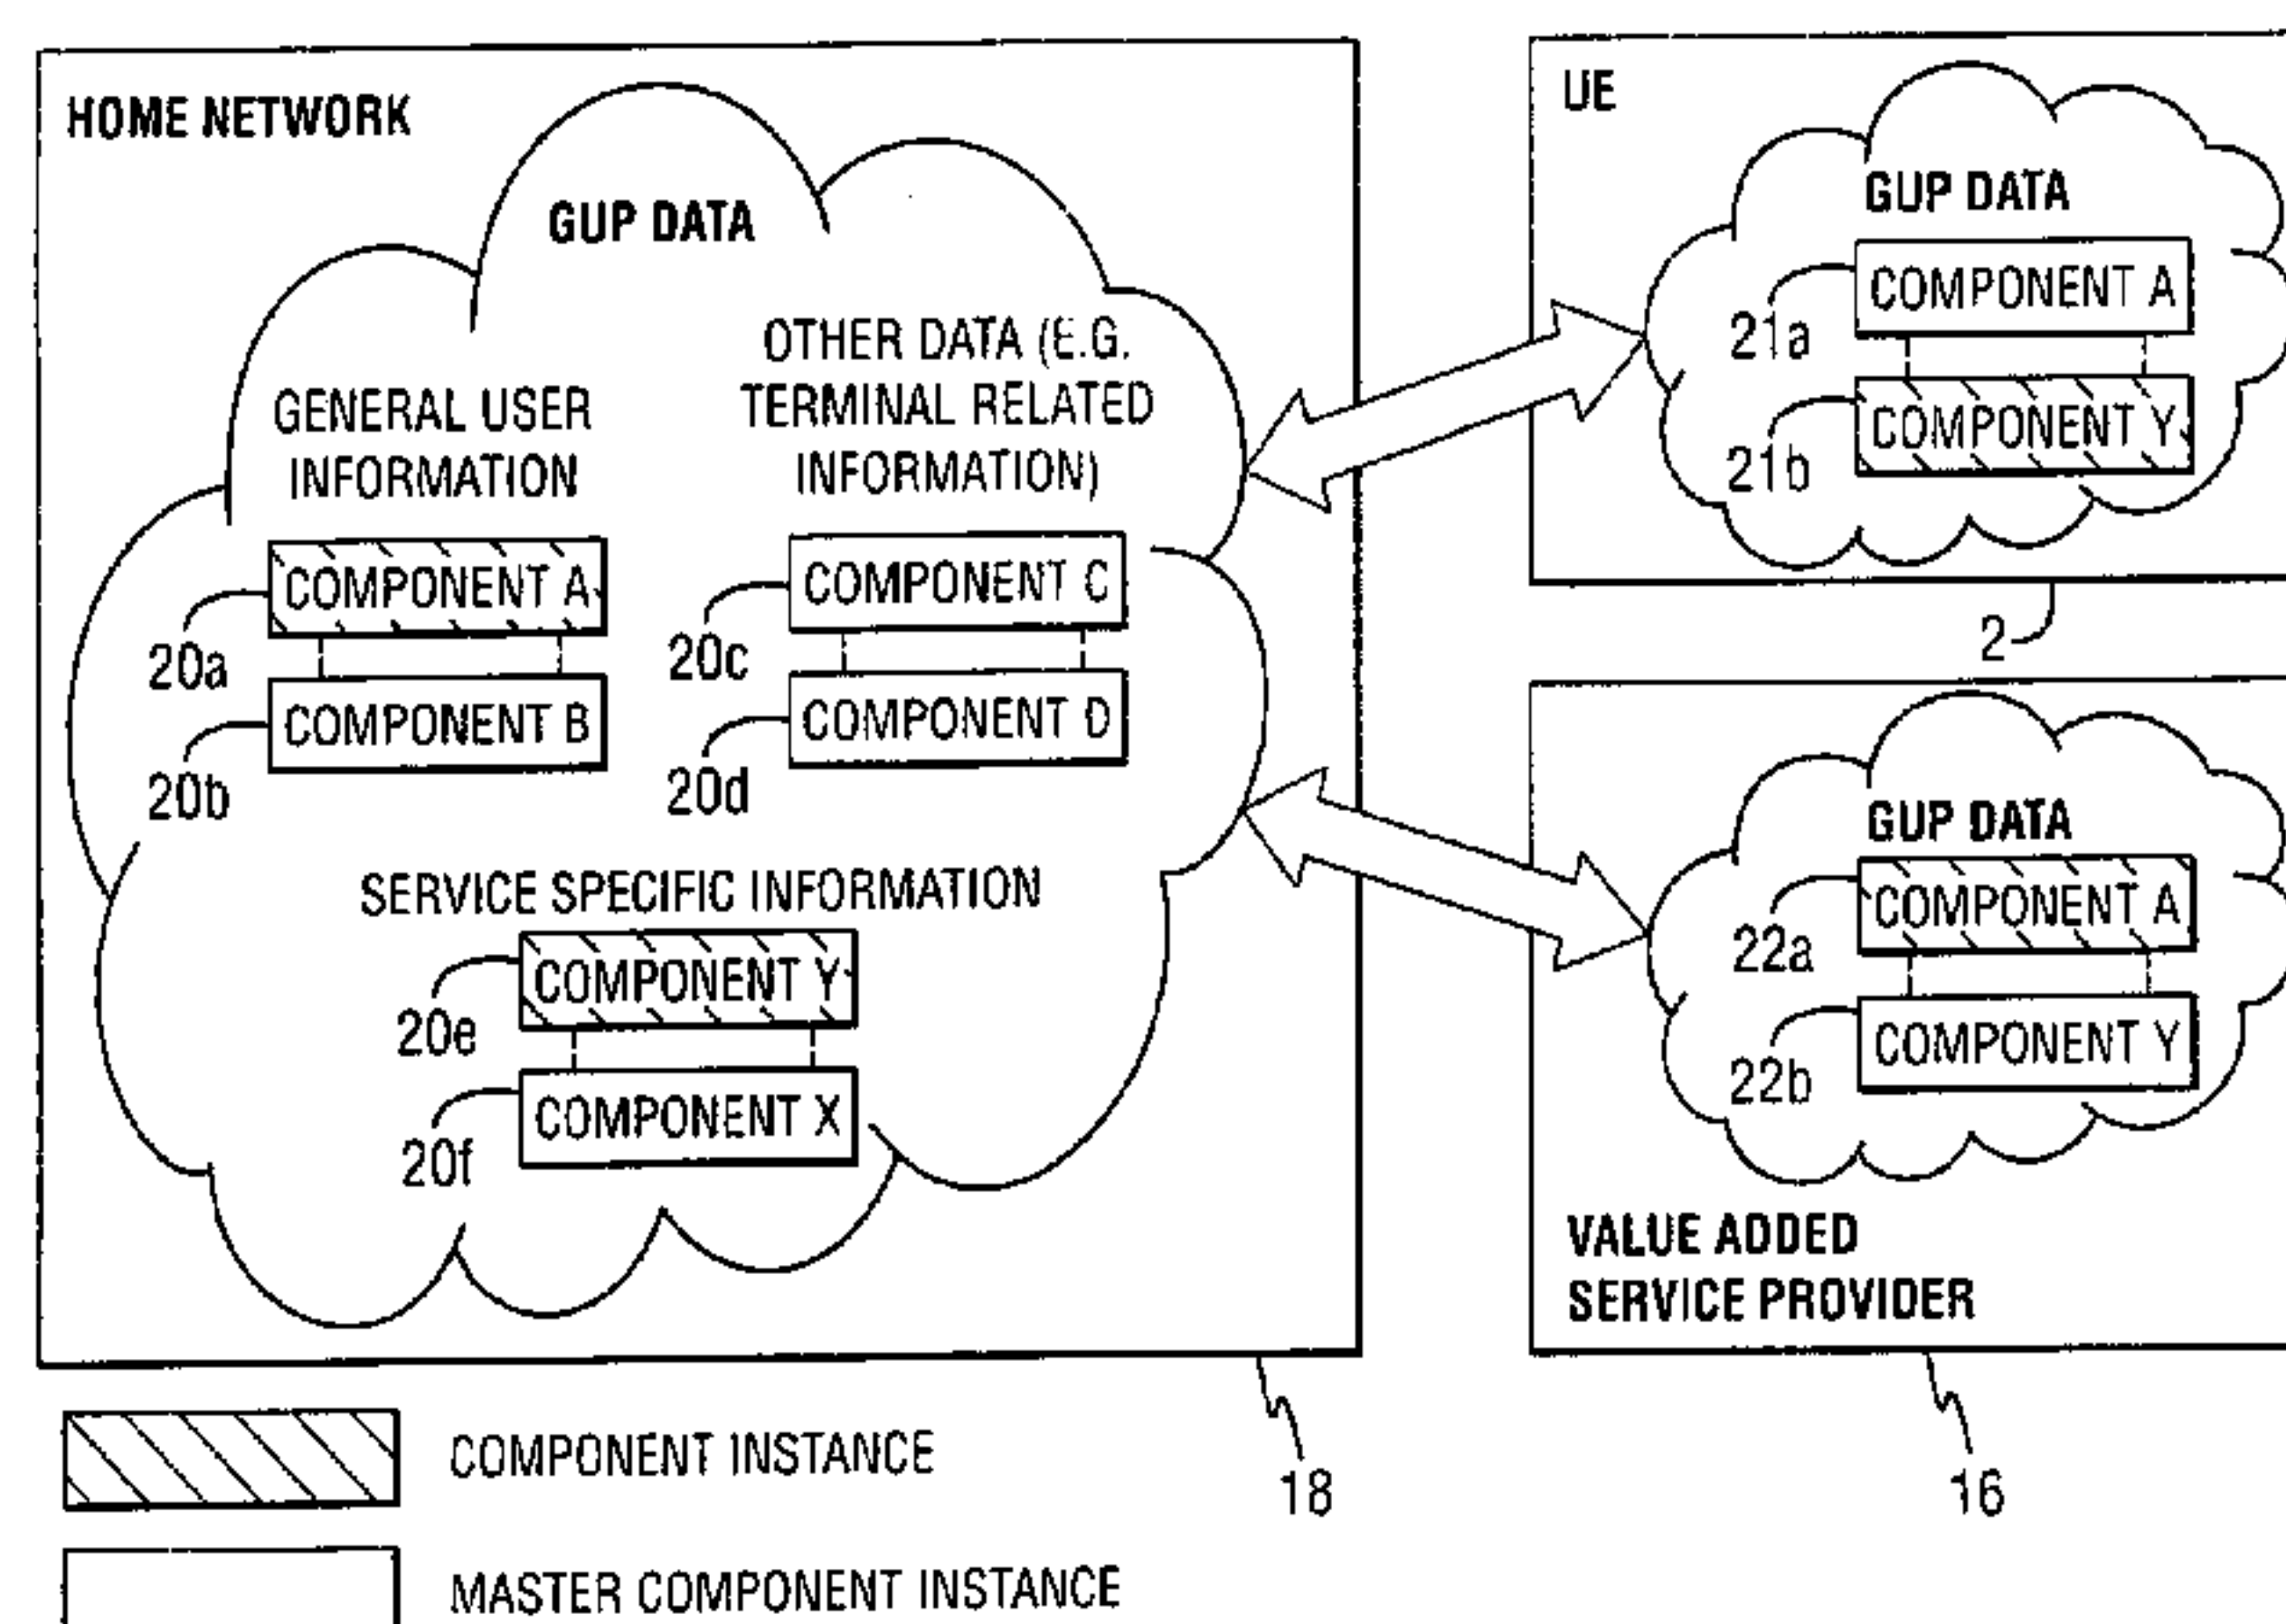 HOME NETWORK
GUP DATA
GENERAL USER
INFORMATION
OTHER DATA (E.G.
TERMINAL RELATED
INFORMATION)
COMPONENT A
20a
COMPONENT B
20b
COMPONENT C
20c
COMPONENT D
20d
SERVICE SPECIFIC INFORMATION
COMPONENT Y
20e
COMPONENT X
20f
18
UE
GUP DATA
COMPONENT A
21a
COMPONENT Y
21b
2
GUP DATA
COMPONENT A
22a
COMPONENT Y
22b
VALUE ADDED
SERVICE PROVIDER
16
COMPONENT INSTANCE
MASTER COMPONENT INSTANCE